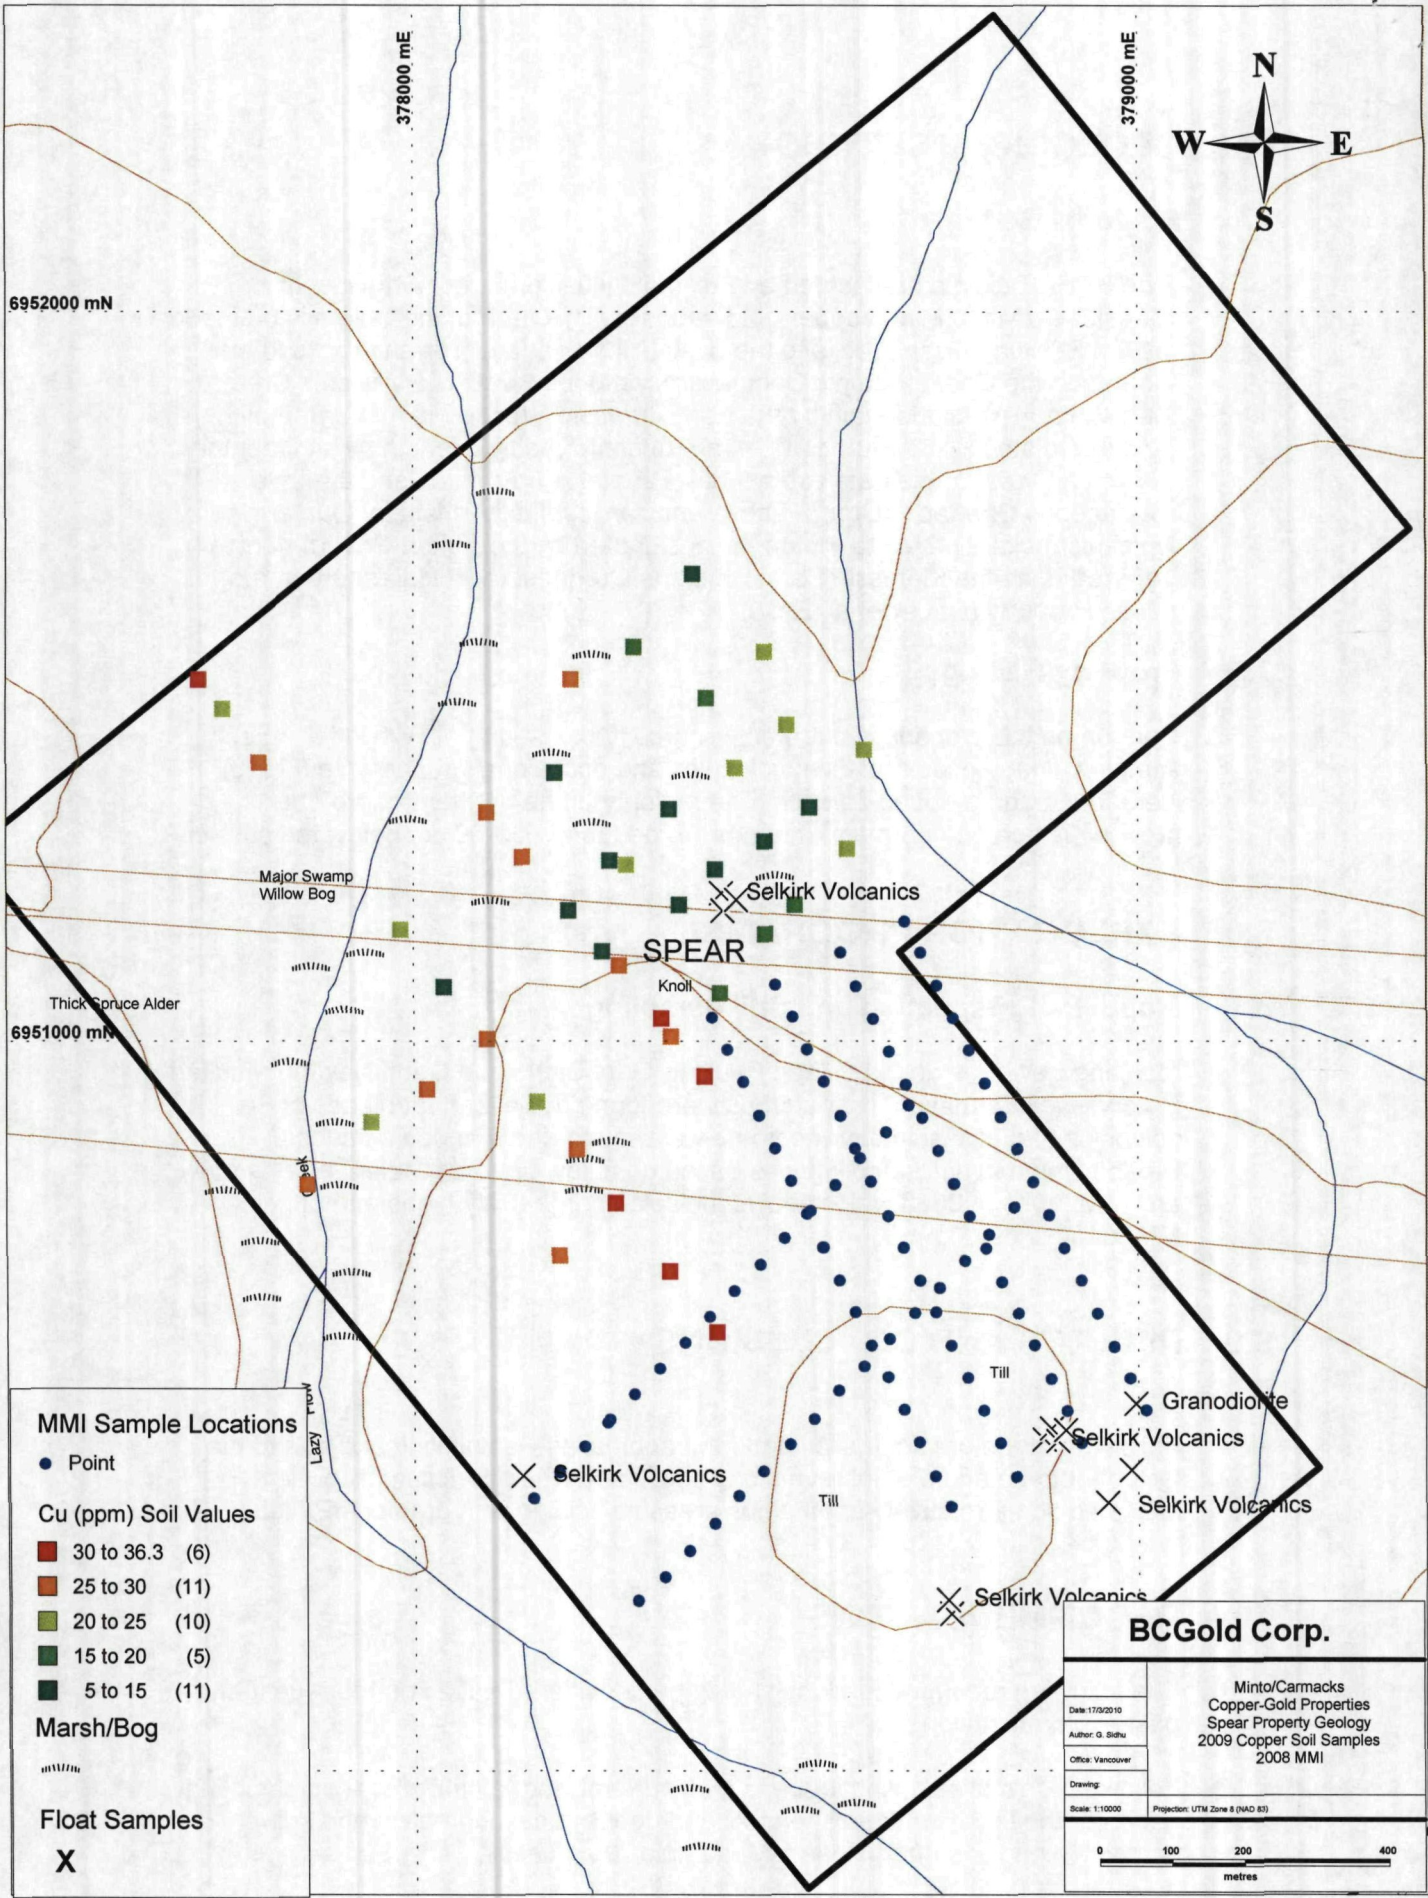 378000 mE
379000 mE
N
W
E
S
6952000 mN
Major Swamp
Willow Bog
Selkirk Volcanics
SPEAR
Knoll
Thick Spruce Alder
6951000 mN
Till
Granodiorite
Selkirk Volcanics
Selkirk Volcanics
Till
Selkirk Volcanics
Selkirk Volcanics
Lazy Flow
MMI Sample Locations
Point
Cu (ppm) Soil Values
30 to 36.3 (6)
25 to 30 (11)
20 to 25 (10)
15 to 20 (5)
5 to 15 (11)
Marsh/Bog
Float Samples
X
BCGold Corp.
Date:17/3/2010
Author: G. Sidhu
Office: Vancouver
Drawing:
Scale: 1:10000
Minto/Carmacks
Copper-Gold Properties
Spear Property Geology
2009 Copper Soil Samples
2008 MMI
Projection: UTM Zone 8 (NAD 83)
0 100 200 400
metres